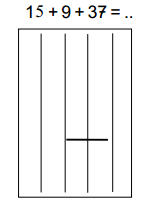 15 + 9 + 37 = ..